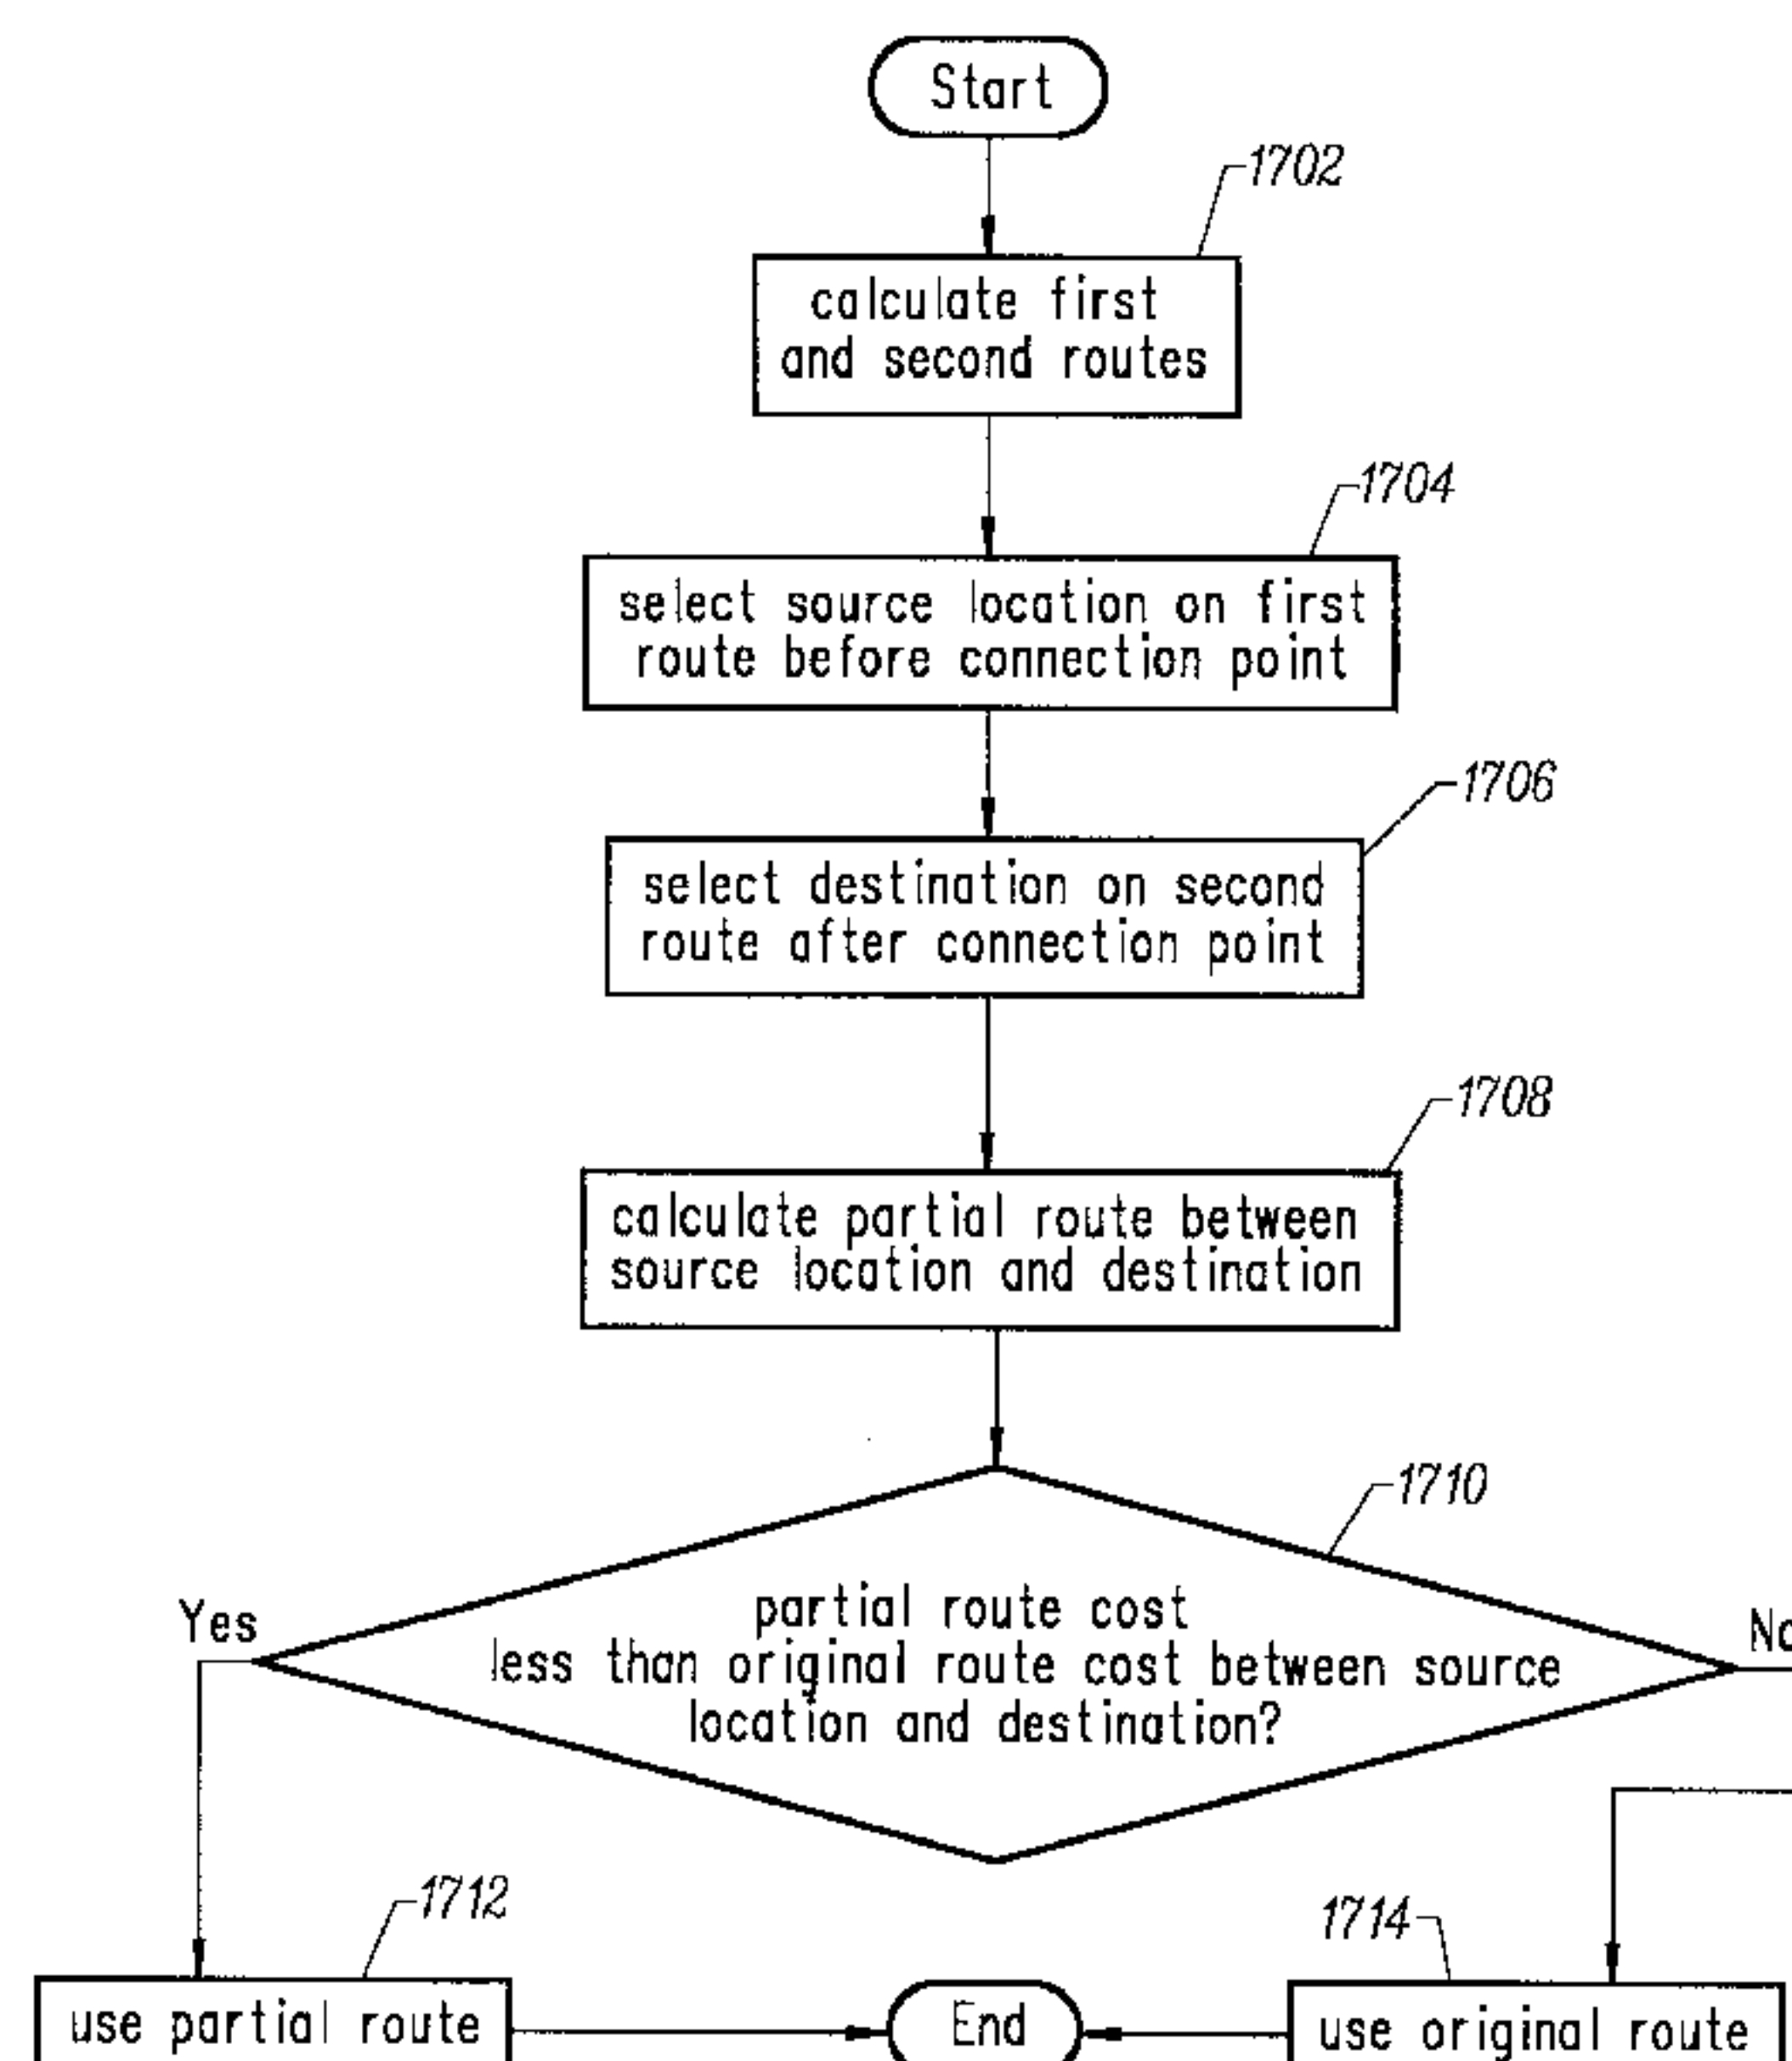 Start
1702
calculate first
and second routes
1704
select source location on first
route before connection point
1706
select destination on second
route after connection point
1708
calculate partial route between
source location and destination
1710
Yes
partial route cost
No
less than original route cost between source
location and destination?
1712
1714
use partial route
End
use original route